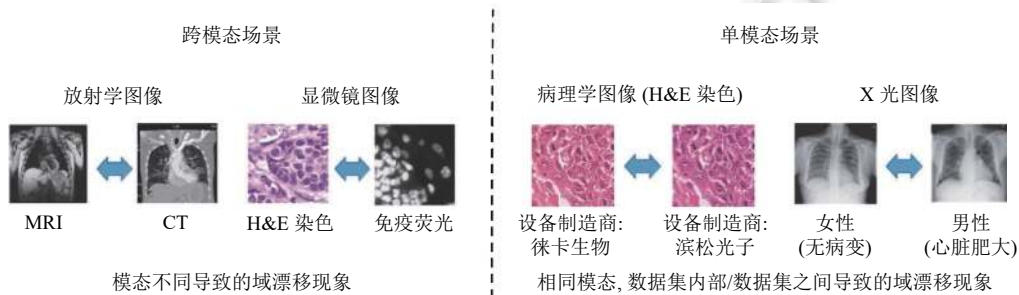 跨模态场景
单模态场景
放射学图像
显微镜图像
病理学图像 (H&E 染色)
X 光图像
MRI
CT
H&E 染色
免疫荧光
设备制造商:
徕卡生物
设备制造商:
滨松光子
女性
(无病变)
男性
(心脏肥大)
模态不同导致的域漂移现象
相同模态, 数据集内部/数据集之间导致的域漂移现象